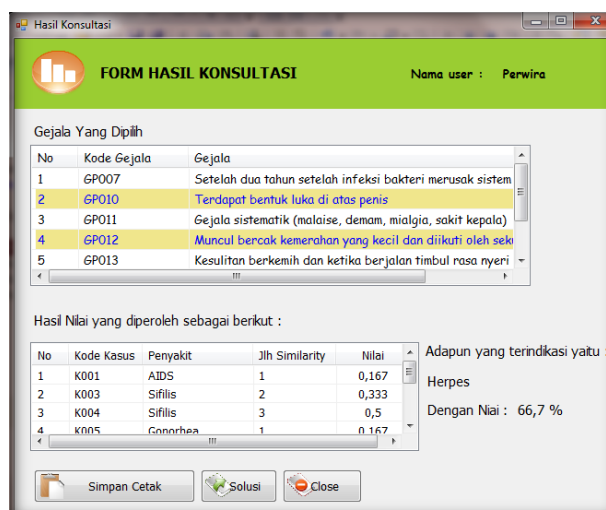 Hasil Konsultasi
FORM HASIL KONSULTASI Nama user : Perwira
Gejala Yang Dipilih
No Kode Gejala Gejala
1 GP007 Setelah dua tahun setelah infeksi bakteri merusak sistem
2 GP010 Terdapat bentuk luka di atas penis
3 GP011 Gejala sistematik (malaise, demam, mialgia, sakit kepala)
4 GP012 Muncul bercak kemerahan yang kecil dan diikuti oleh
5 GP013 Kesulitan berkemih dan ketika berjalan timbul rasa nyeri
Hasil Nilai yang diperoleh sebagai berikut :
No Kode Kasus Penyakit Jlh Similarity Nilai
1 K001 AIDS 1 0,167
2 K003 Sifilis 2 0,333
3 K004 Sifilis 3 0,5
4 K005 Gonorhea 1 0,167
Adapun yang terindikasi yaitu :
Herpes
Dengan Niai : 66,7 %
Simpan Cetak Solusi Close